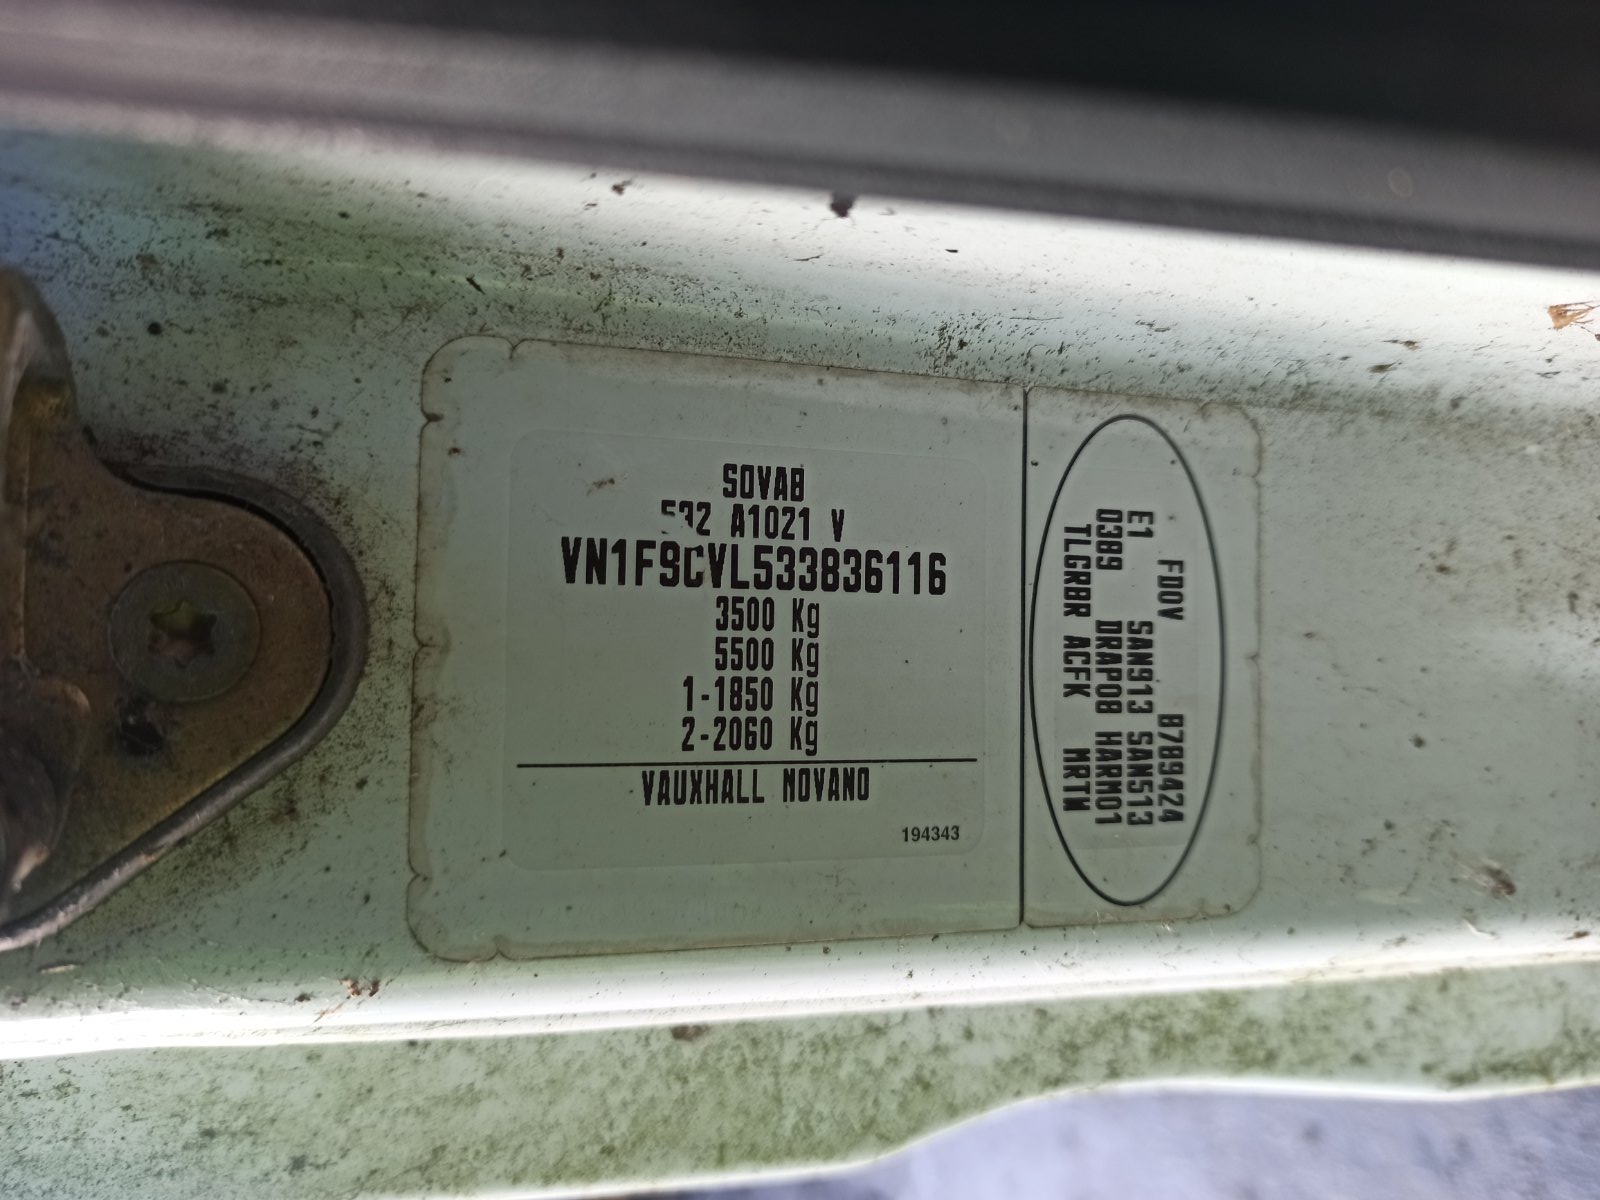 SOVAB
532 A1021 V
VN1F9CVL533836116
3500 Kg
5500 Kg
1-1850 Kg
2-2060 Kg
VAUXHALL MOVANO
194343
FDOV B789424
E1 SAN913 SAN513
0389 DRAP08 HARM01
TLGRBR ACFK MRTM